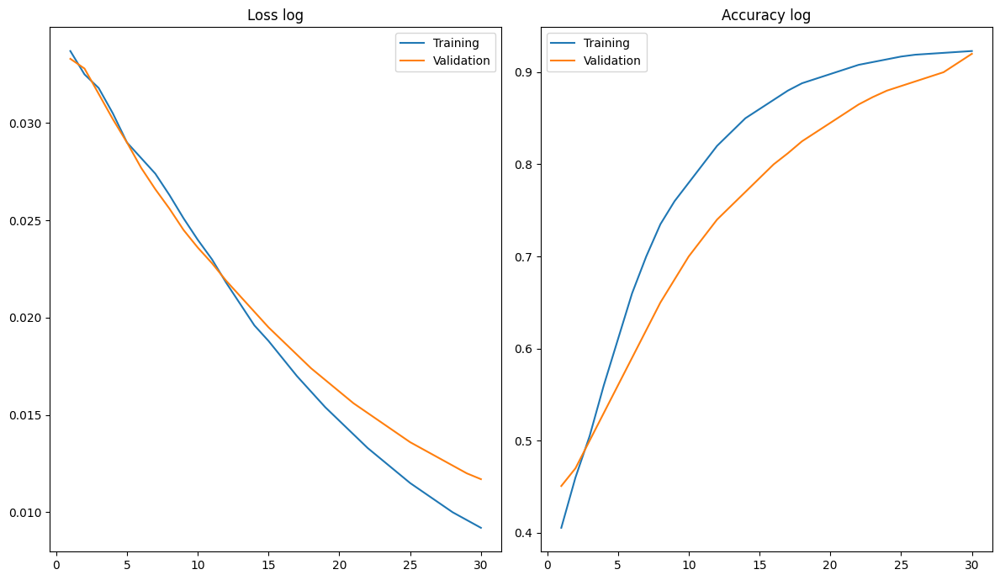 Loss log
Training
Validation
0.030
0.025
0.020
0.015
0.010
0 5 10 15 20 25 30
Accuracy log
Training
Validation
0.9
0.8
0.7
0.6
0.5
0.4
0 5 10 15 20 25 30